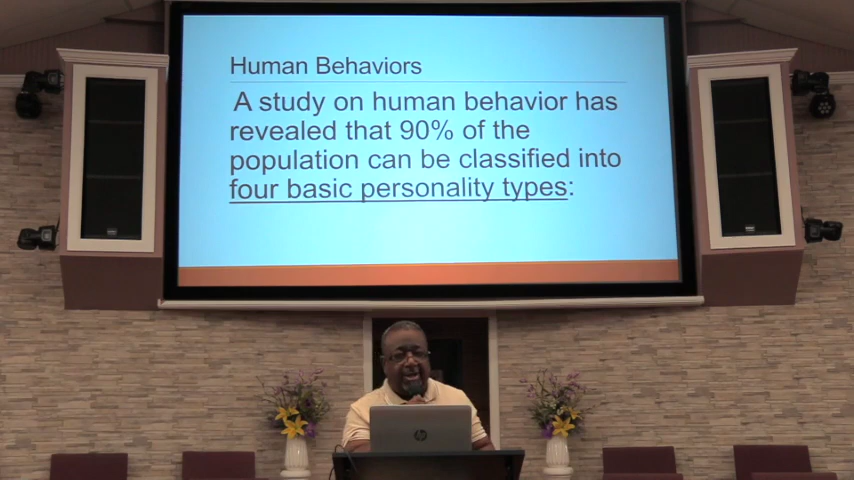 Human Behaviors
A study on human behavior has
revealed that 90% of the
population can be classified into
four basic personality types:
hp